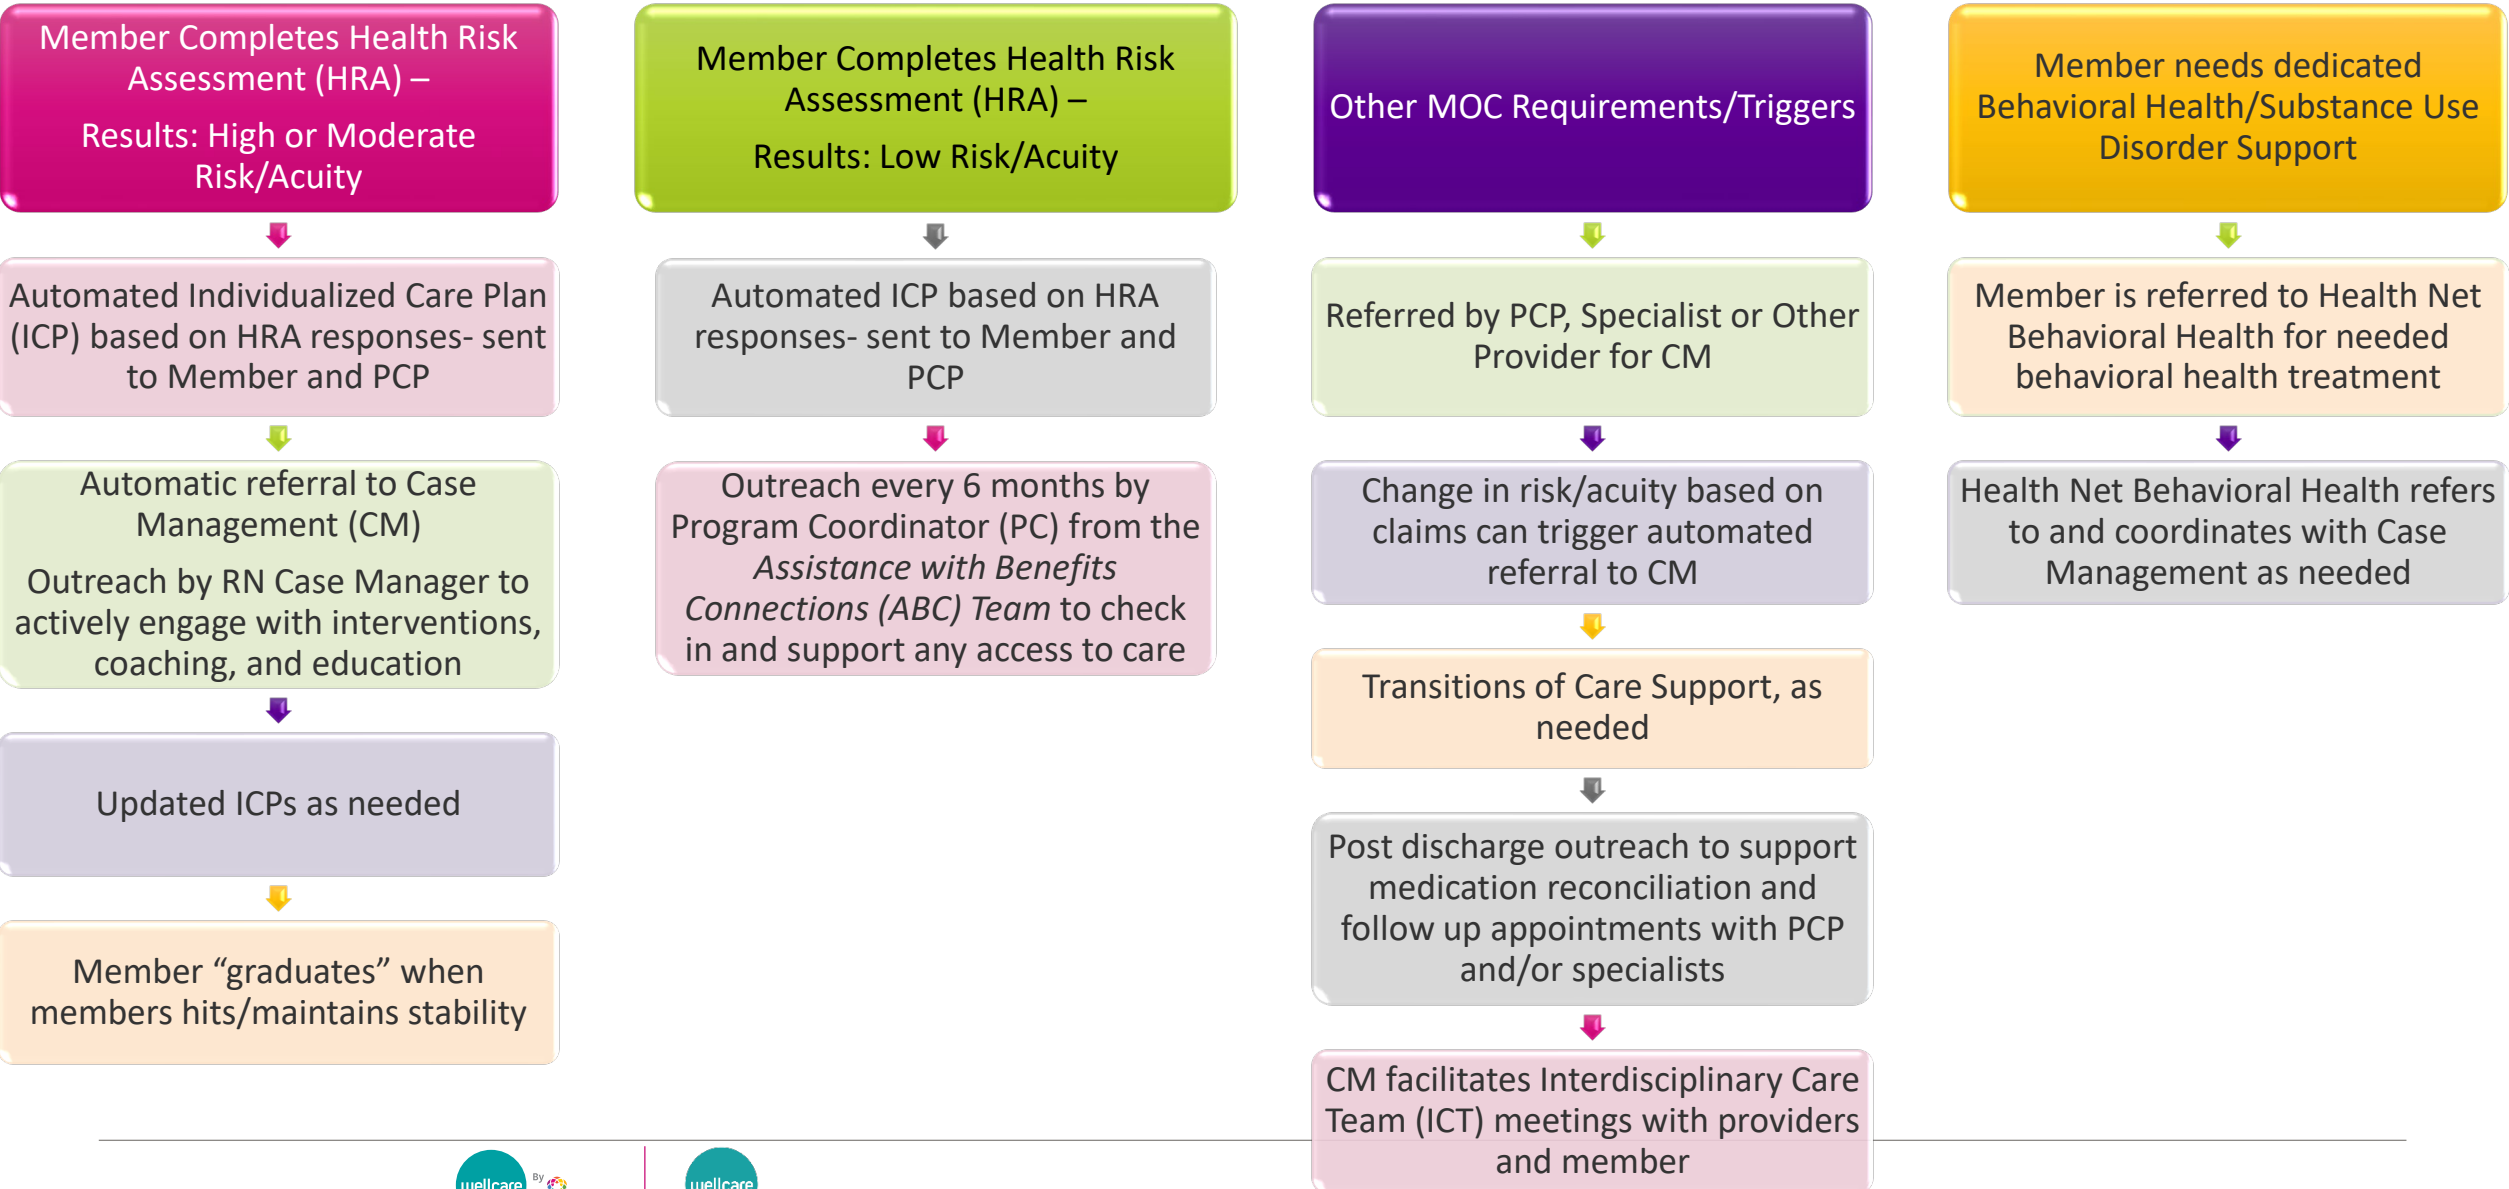 Member Completes Health Risk
Assessment (HRA) –
Results: High or Moderate
Risk/Acuity
Automated Individualized Care Plan
(ICP) based on HRA responses- sent
to Member and PCP
Automatic referral to Case
Management (CM)
Outreach by RN Case Manager to
actively engage with interventions,
coaching, and education
Updated ICPs as needed
Member “graduates” when
members hits/maintains stability
Member Completes Health Risk
Assessment (HRA) –
Results: Low Risk/Acuity
Automated ICP based on HRA
responses- sent to Member and
PCP
Outreach every 6 months by
Program Coordinator (PC) from the
Assistance with Benefits
Connections (ABC) Team to check
in and support any access to care
Other MOC Requirements/Triggers
Referred by PCP, Specialist or Other
Provider for CM
Change in risk/acuity based on
claims can trigger automated
referral to CM
Transitions of Care Support, as
needed
Post discharge outreach to support
medication reconciliation and
follow up appointments with PCP
and/or specialists
CM facilitates Interdisciplinary Care
Team (ICT) meetings with providers
and member
Member needs dedicated
Behavioral Health/Substance Use
Disorder Support
Member is referred to Health Net
Behavioral Health for needed
behavioral health treatment
Health Net Behavioral Health refers
to and coordinates with Case
Management as needed
wellcare By
wellcare